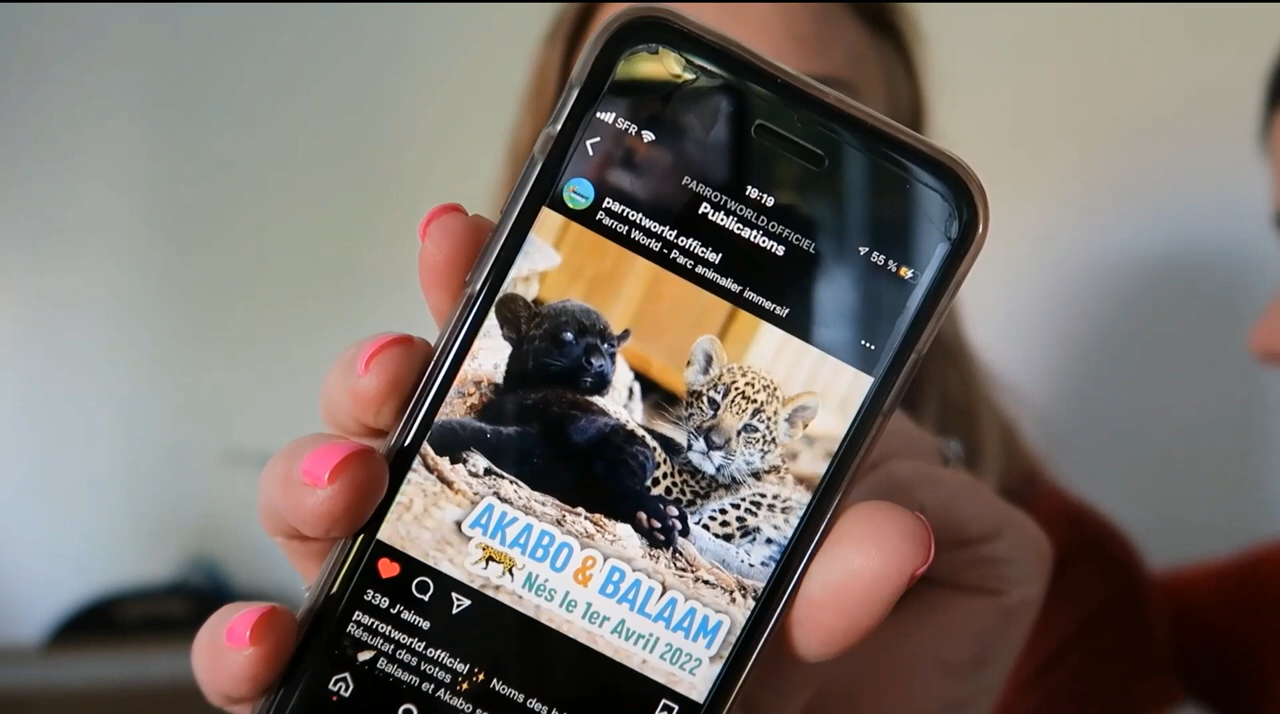 SFR
19:19
55 %
PARROTWORLD.OFFICIEL
Publications
parrotworld.officiel
Parrot World - Parc animalier immersif
AKABO & BALAAM
Nés le 1er Avril 2022
339 J'aime
parrotworld.officiel
Résultat des votes ✨ Noms des
Balaam et Akabo